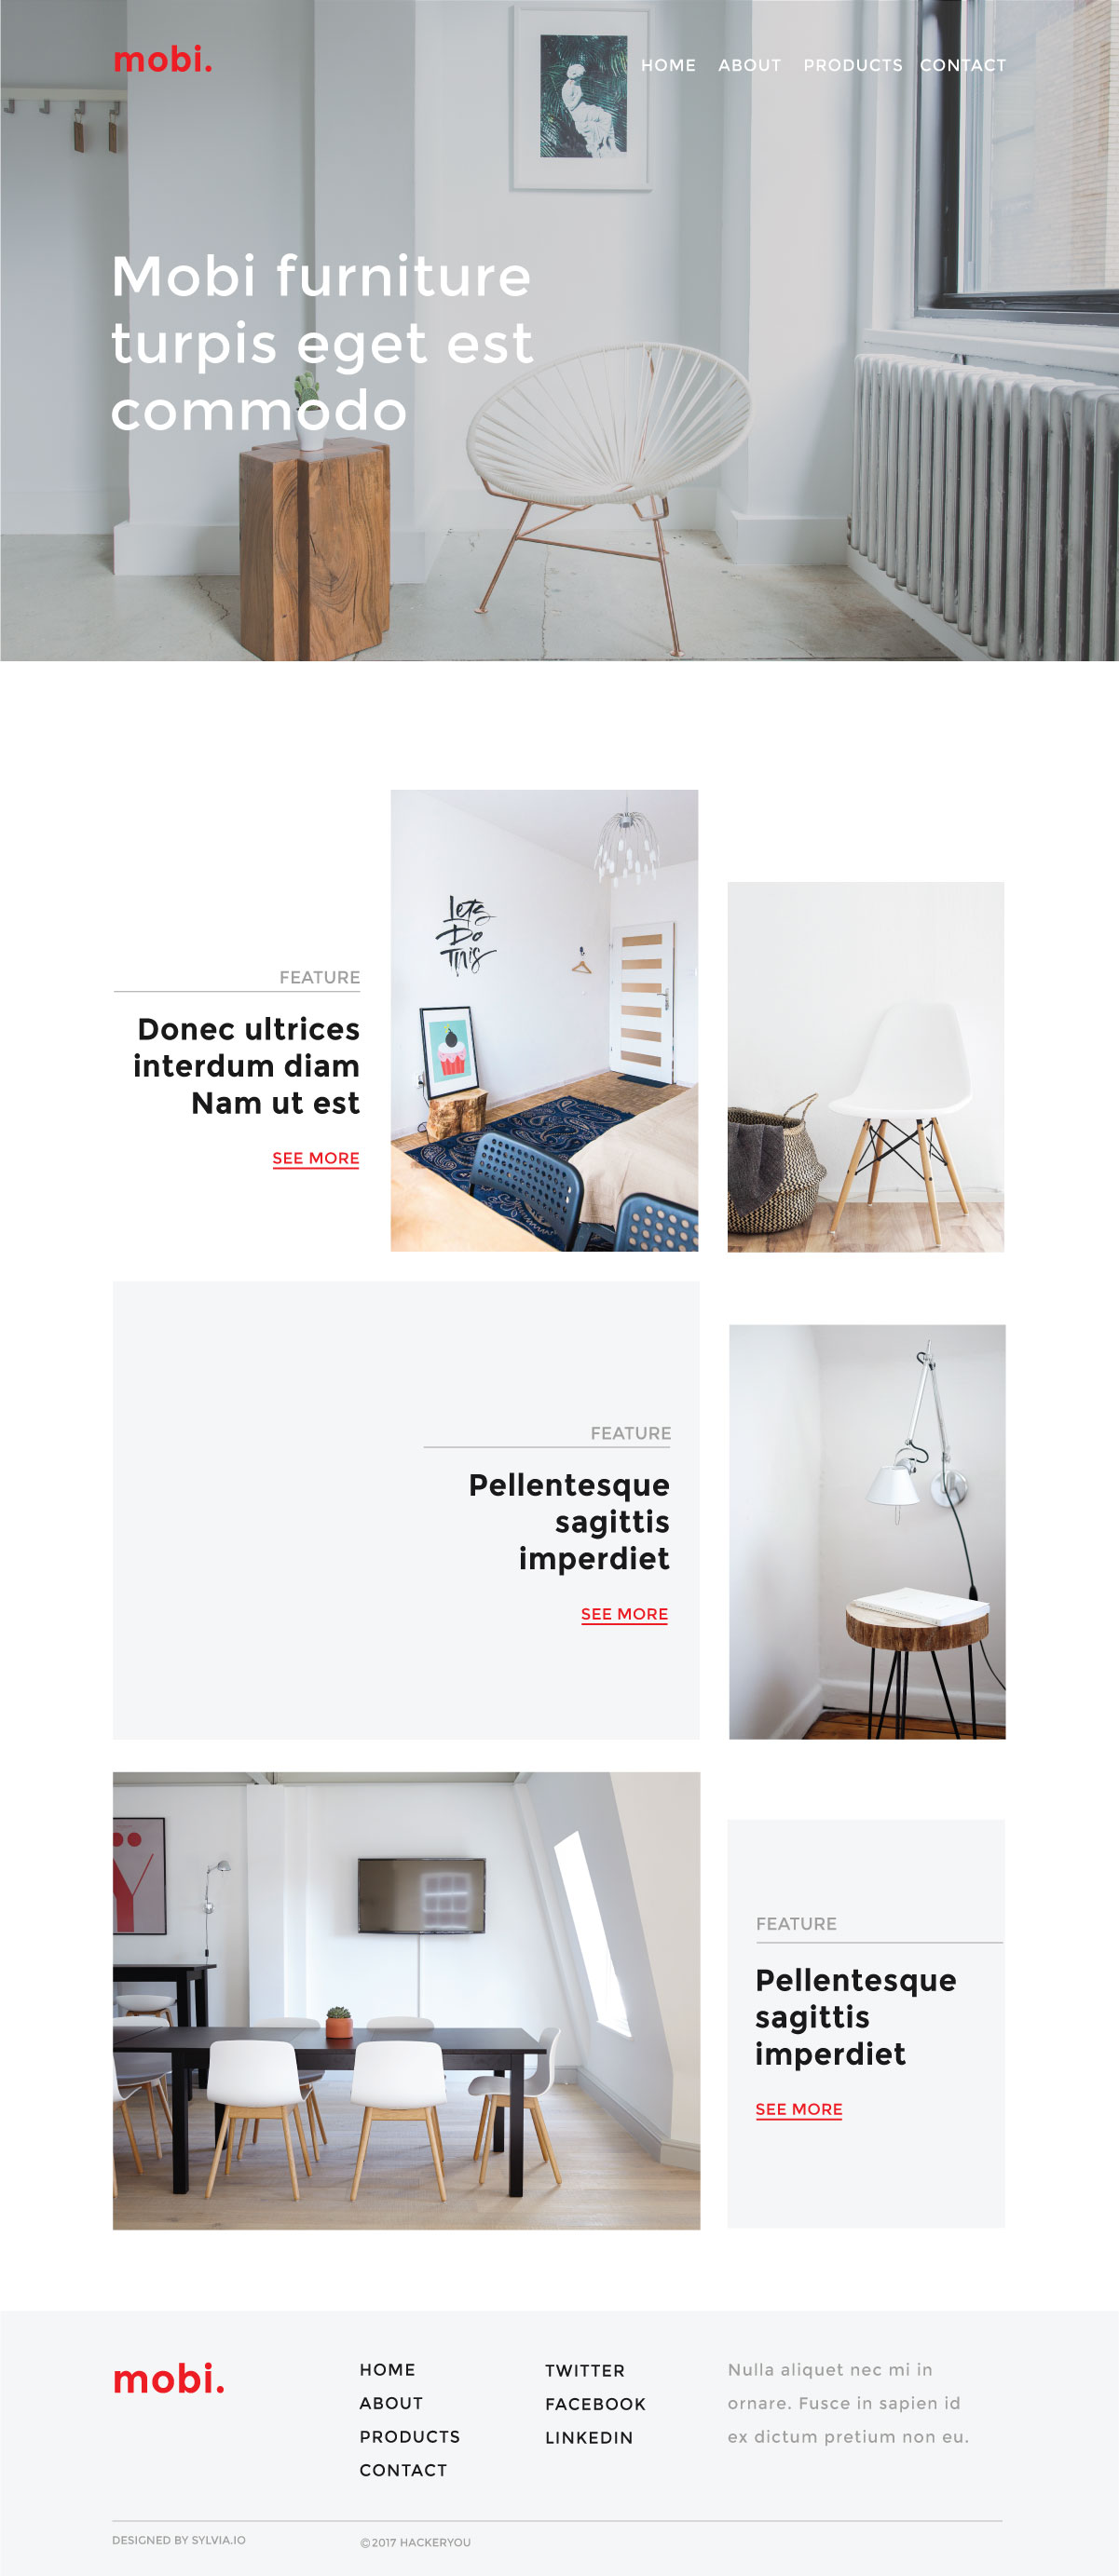 mobi.
HOME ABOUT PRODUCTS CONTACT
Mobi furniture
turpis eget est
commodo
Lets
Do
This
FEATURE
Donec ultrices
interdum diam
Nam ut est
SEE MORE
FEATURE
Pellentesque
sagittis
imperdiet
SEE MORE
FEATURE
Pellentesque
sagittis
imperdiet
SEE MORE
mobi.
HOME
ABOUT
PRODUCTS
CONTACT
TWITTER
FACEBOOK
LINKEDIN
Nulla aliquet nec mi in
ornare. Fusce in sapien id
ex dictum pretium non eu.
DESIGNED BY SYLVIA.IO
©2017 HACKERYOU